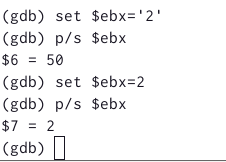 (gdb) set $ebx='2'
(gdb) p/s $ebx
$6 = 50
(gdb) set $ebx=2
(gdb) p/s $ebx
$7 = 2
(gdb)